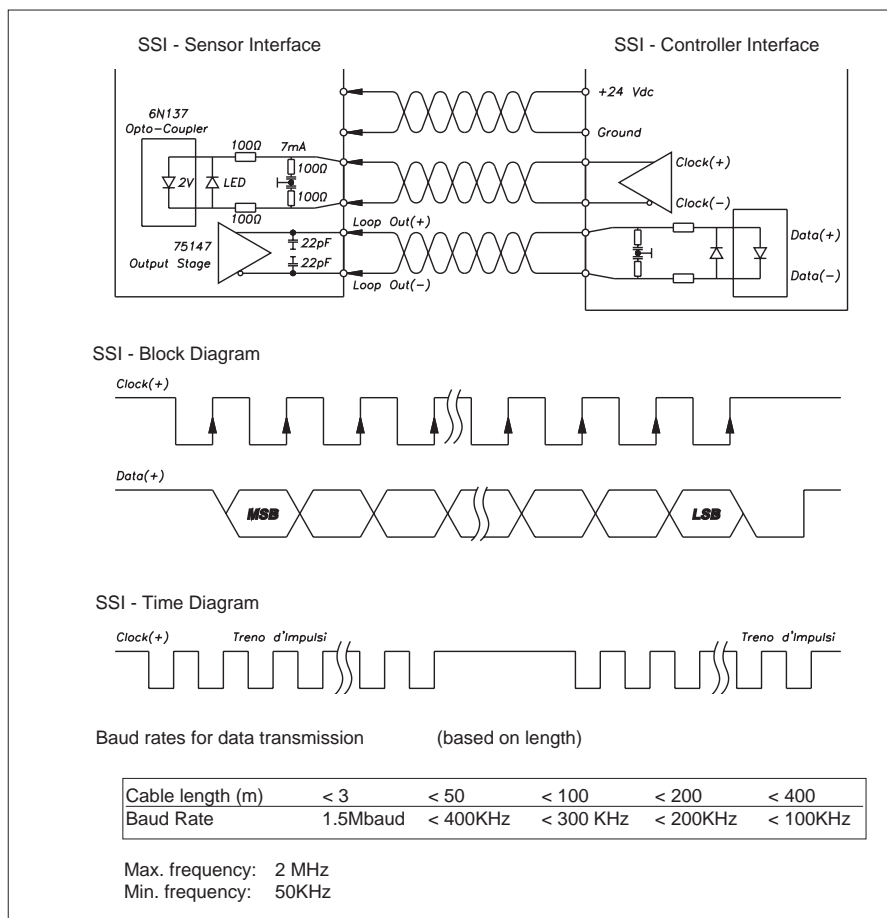 SSI - Sensor Interface
SSI - Controller Interface
6N137
Opto-Coupler
100Ω
7mA
100Ω
100Ω
2V
LED
100Ω
75147
Output Stage
22pF
22pF
Loop Out(+)
Loop Out(-)
+24 Vdc
Ground
Clock(+)
Clock(-)
Data(+)
Data(-)
SSI - Block Diagram
Clock(+)
Data(+)
MSB
LSB
SSI - Time Diagram
Clock(+)
Treno d'Impulsi
Treno d'Impulsi
Baud rates for data transmission (based on length)
Cable length (m) < 3 < 50 < 100 < 200 < 400
Baud Rate 1.5Mbaud < 400KHz < 300 KHz < 200KHz < 100KHz
Max. frequency: 2 MHz
Min. frequency: 50KHz